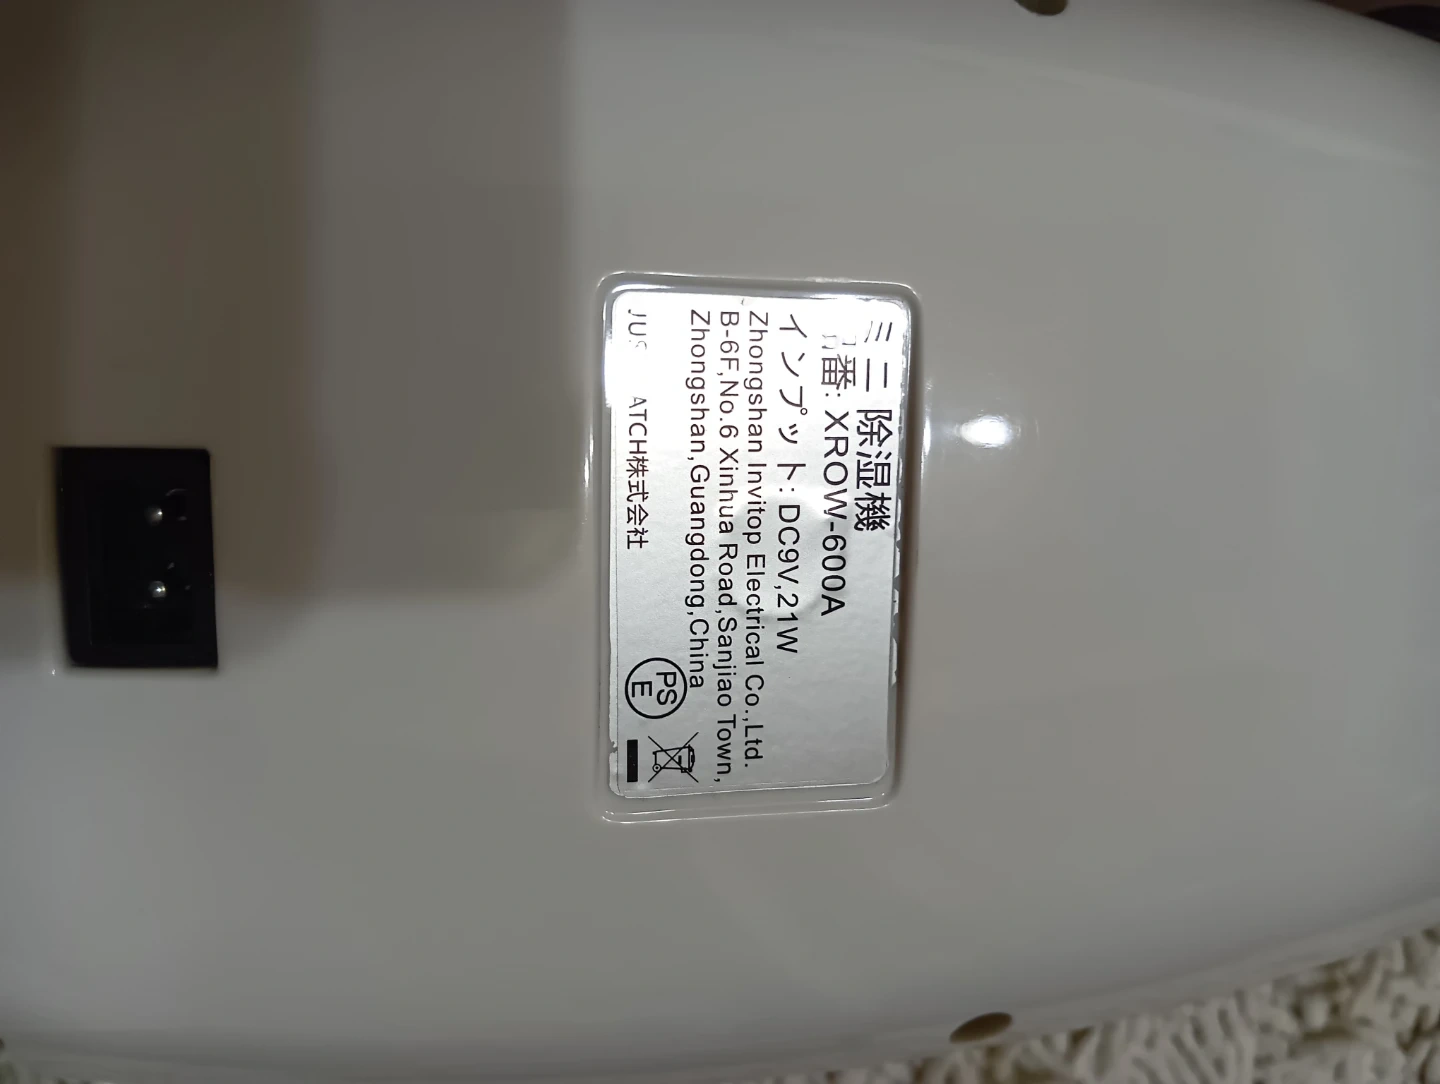 ミニ 除湿機
番: XROW-600A
インプット: DC9V,21W
Zhongshan Invitop Electrical Co.,Ltd.
B-6F,No.6 Xinhua Road,Sanjiao Town,
Zhongshan,Guangdong,China
ATCH株式会社
PS
E